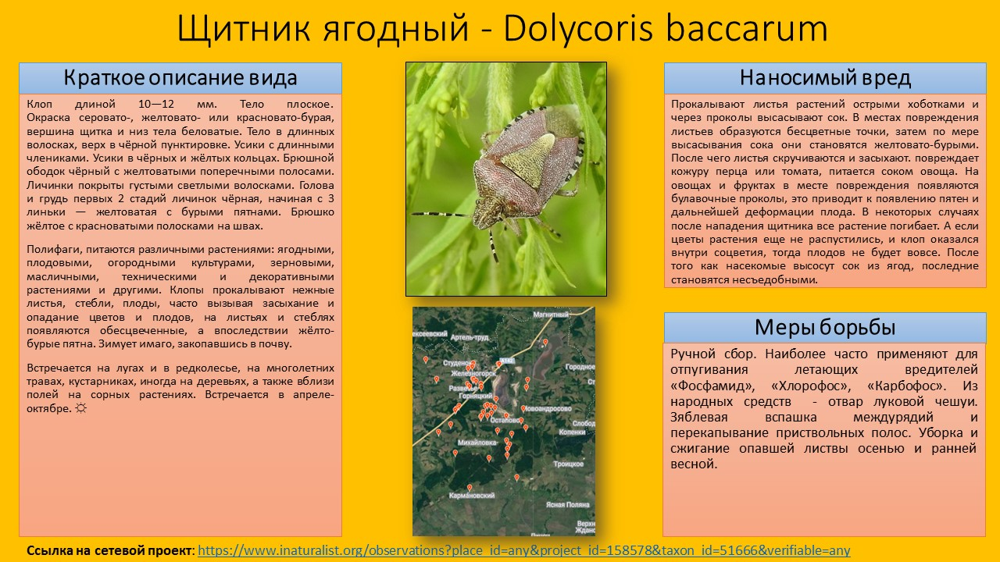 Щитник ягодный - Dolycoris baccarum
Краткое описание вида
Клоп длиной 10—12 мм. Тело плоское.
Окраска серовато-, желтовато- или красновато-бурая,
вершина щитка и низ тела беловатые. Тело в длинных
волосках, верх в чёрной пунктировке. Усики с длинными
члениками. Усики в чёрных и жёлтых кольцах. Брюшной
ободок чёрный с желтоватыми поперечными полосами.
Личинки покрыты густыми светлыми волосками. Голова
и грудь первых 2 стадий личинок чёрная, начиная с 3
линьки — желтоватая с бурыми пятнами. Брюшко
жёлтое с красноватыми полосками на швах.
Полифаги, питаются различными растениями: ягодными,
плодовыми, огородными культурами, зерновыми,
масличными, техническими и декоративными
растениями и другими. Клопы прокалывают нежные
листья, стебли, плоды, часто вызывая засыхание и
опадание цветов и плодов, на листьях и стеблях
появляются обесцвеченные, а впоследствии жёлто-
бурые пятна. Зимует имаго, закопавшись в почву.
Встречается на лугах и в редколесье, на многолетних
травах, кустарниках, иногда на деревьях, а также вблизи
полей на сорных растениях. Встречается в апреле-
октябре. ☼
Магнитный
ексеевский
Артель-труд
A142
Студенок
Городное
Железногорск
Ст
Разветье
Горняцкий
Новоандросово
Остапово
Слобод
Копенки
Михайловка
Троицкое
Кармановский
Ясная Поляна
Верхн
Ждано
Наносимый вред
Прокалывают листья растений острыми хоботками и
через проколы высасывают сок. В местах повреждения
листьев образуются бесцветные точки, затем по мере
высасывания сока они становятся желтовато-бурыми.
После чего листья скручиваются и засыхают. повреждает
кожуру перца или томата, питается соком овоща. На
овощах и фруктах в месте повреждения появляются
булавочные проколы, это приводит к появлению пятен и
дальнейшей деформации плода. В некоторых случаях
после нападения щитника все растение погибает. А если
цветы растения еще не распустились, и клоп оказался
внутри соцветия, тогда плодов не будет вовсе. После
того как насекомые высосут сок из ягод, последние
становятся несъедобными.
Меры борьбы
Ручной сбор. Наиболее часто применяют для
отпугивания летающих вредителей
«Фосфамид», «Хлорофос», «Карбофос». Из
народных средств - отвар луковой чешуи.
Зяблевая вспашка междурядий и
перекапывание приствольных полос. Уборка и
сжигание опавшей листвы осенью и ранней
весной.
Ссылка на сетевой проект: https://www.inaturalist.org/observations?place_id=any&project_id=158578&taxon_id=51666&verifiable=any